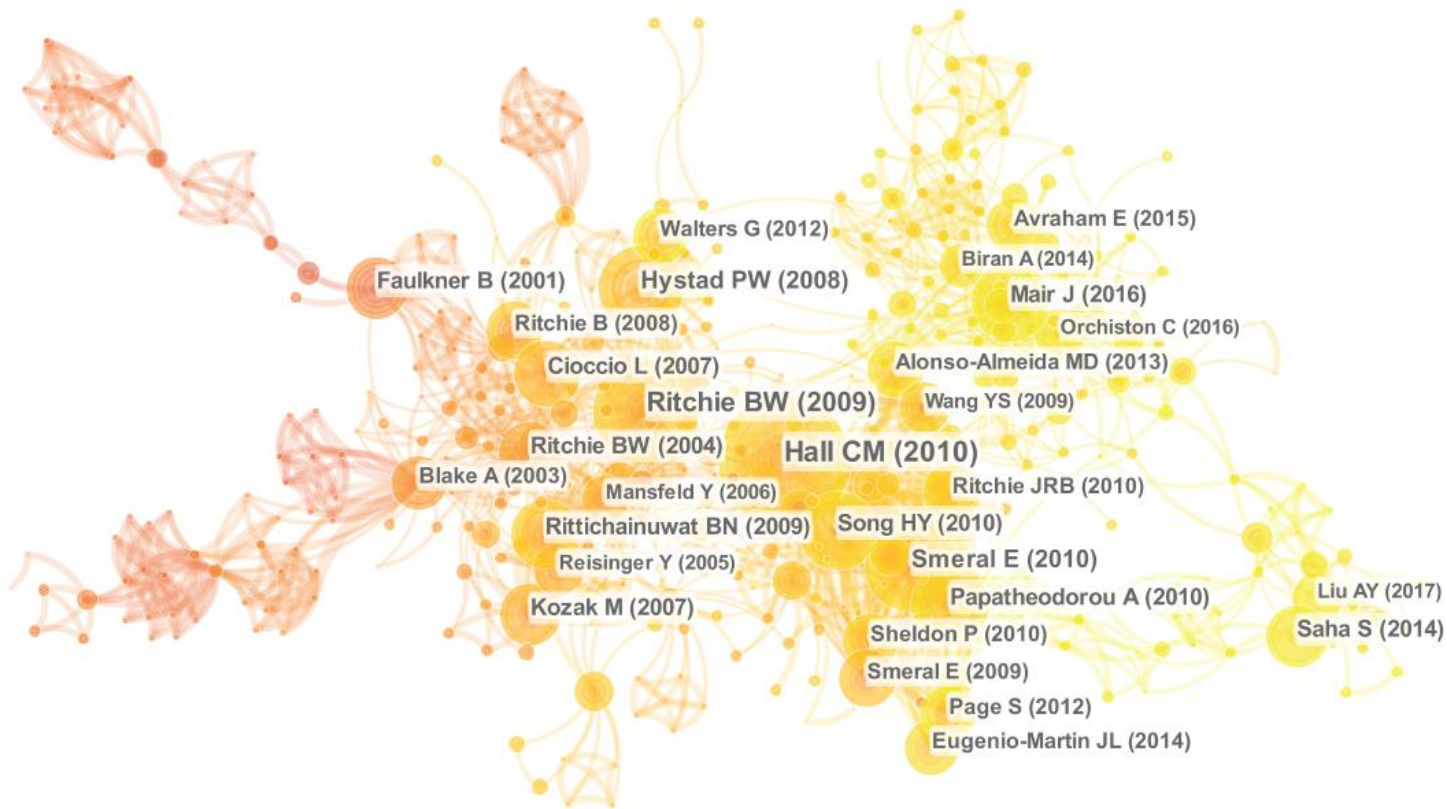 Avraham E (2015)
Walters G (2012)
Biran A (2014)
Faulkner B (2001)
Hystad PW (2008)
Mair J (2016)
Ritchie B (2008)
Orchiston C (2016)
Cioccio L (2007)
Alonso-Almeida MD (2013)
Ritchie BW (2009)
Wang YS (2009)
Ritchie BW (2004)
Hall CM (2010)
Blake A (2003)
Mansfeld Y (2006)
Ritchie JRB (2010)
Rittichainuwat BN (2009)
Song HY (2010)
Reisinger Y (2005)
Smeral E (2010)
Kozak M (2007)
Papatheodorou A (2010)
Liu AY (2017)
Sheldon P (2010)
Saha S (2014)
Smeral E (2009)
Page S (2012)
Eugenio-Martin JL (2014)